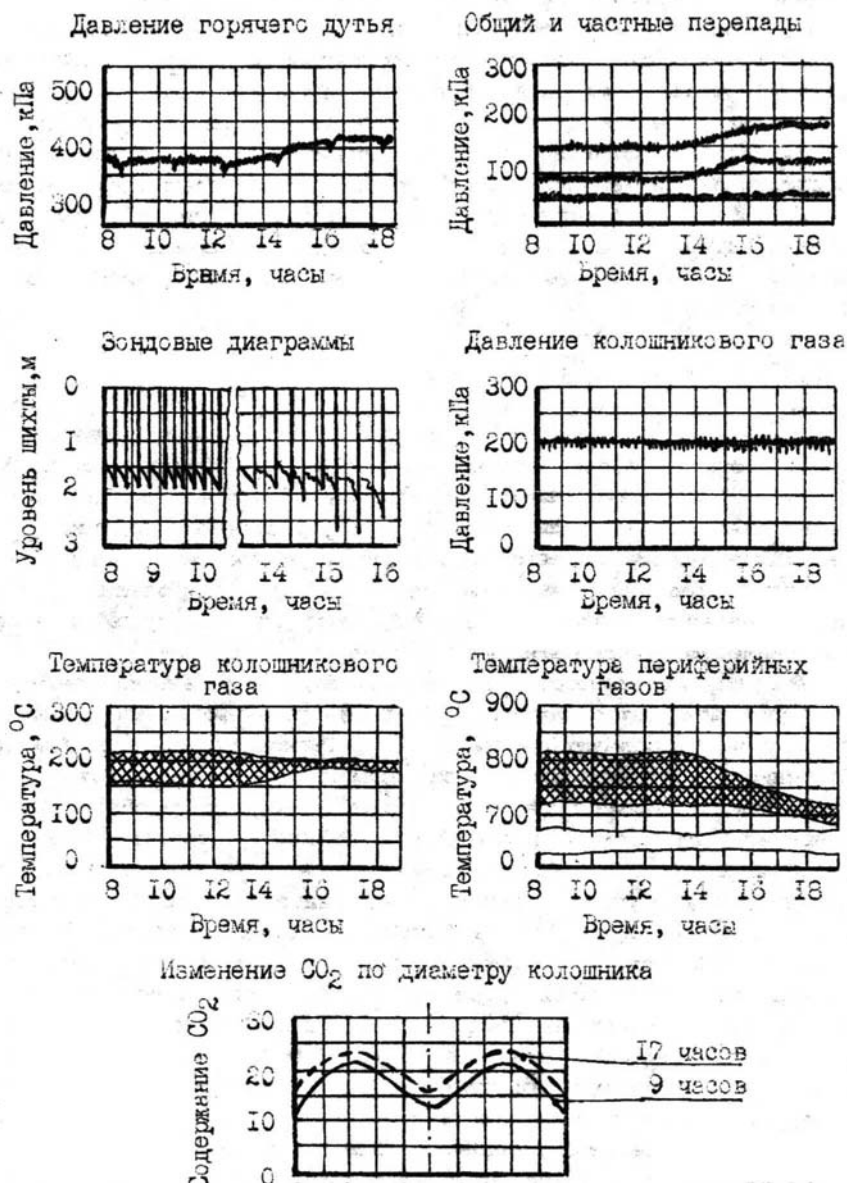 Давление горячего дутья
Общий и частные перепады
Давление, кПа
500
400
300
8 10 12 14 16 18
Время, часы
Давление, кПа
300
200
100
8 10 12 14 16 18
Время, часы
Зондовые диаграммы
Давление колошникового газа
Уровень шихты, м
0
1
2
3
8 9 10 14 15 16
Время, часы
Давление, кПа
300
200
100
0
8 10 12 14 16 18
Время, часы
Температура колошникового
газа
Температура периферийных
газов
Температура, °С
300
200
100
0
8 10 12 14 16 18
Время, часы
Температура, °С
900
800
700
0
8 10 12 14 16 18
Время, часы
Изменение CO₂ по диаметру колошника
Содержание CO₂
30
20
10
0
17 часов
9 часов